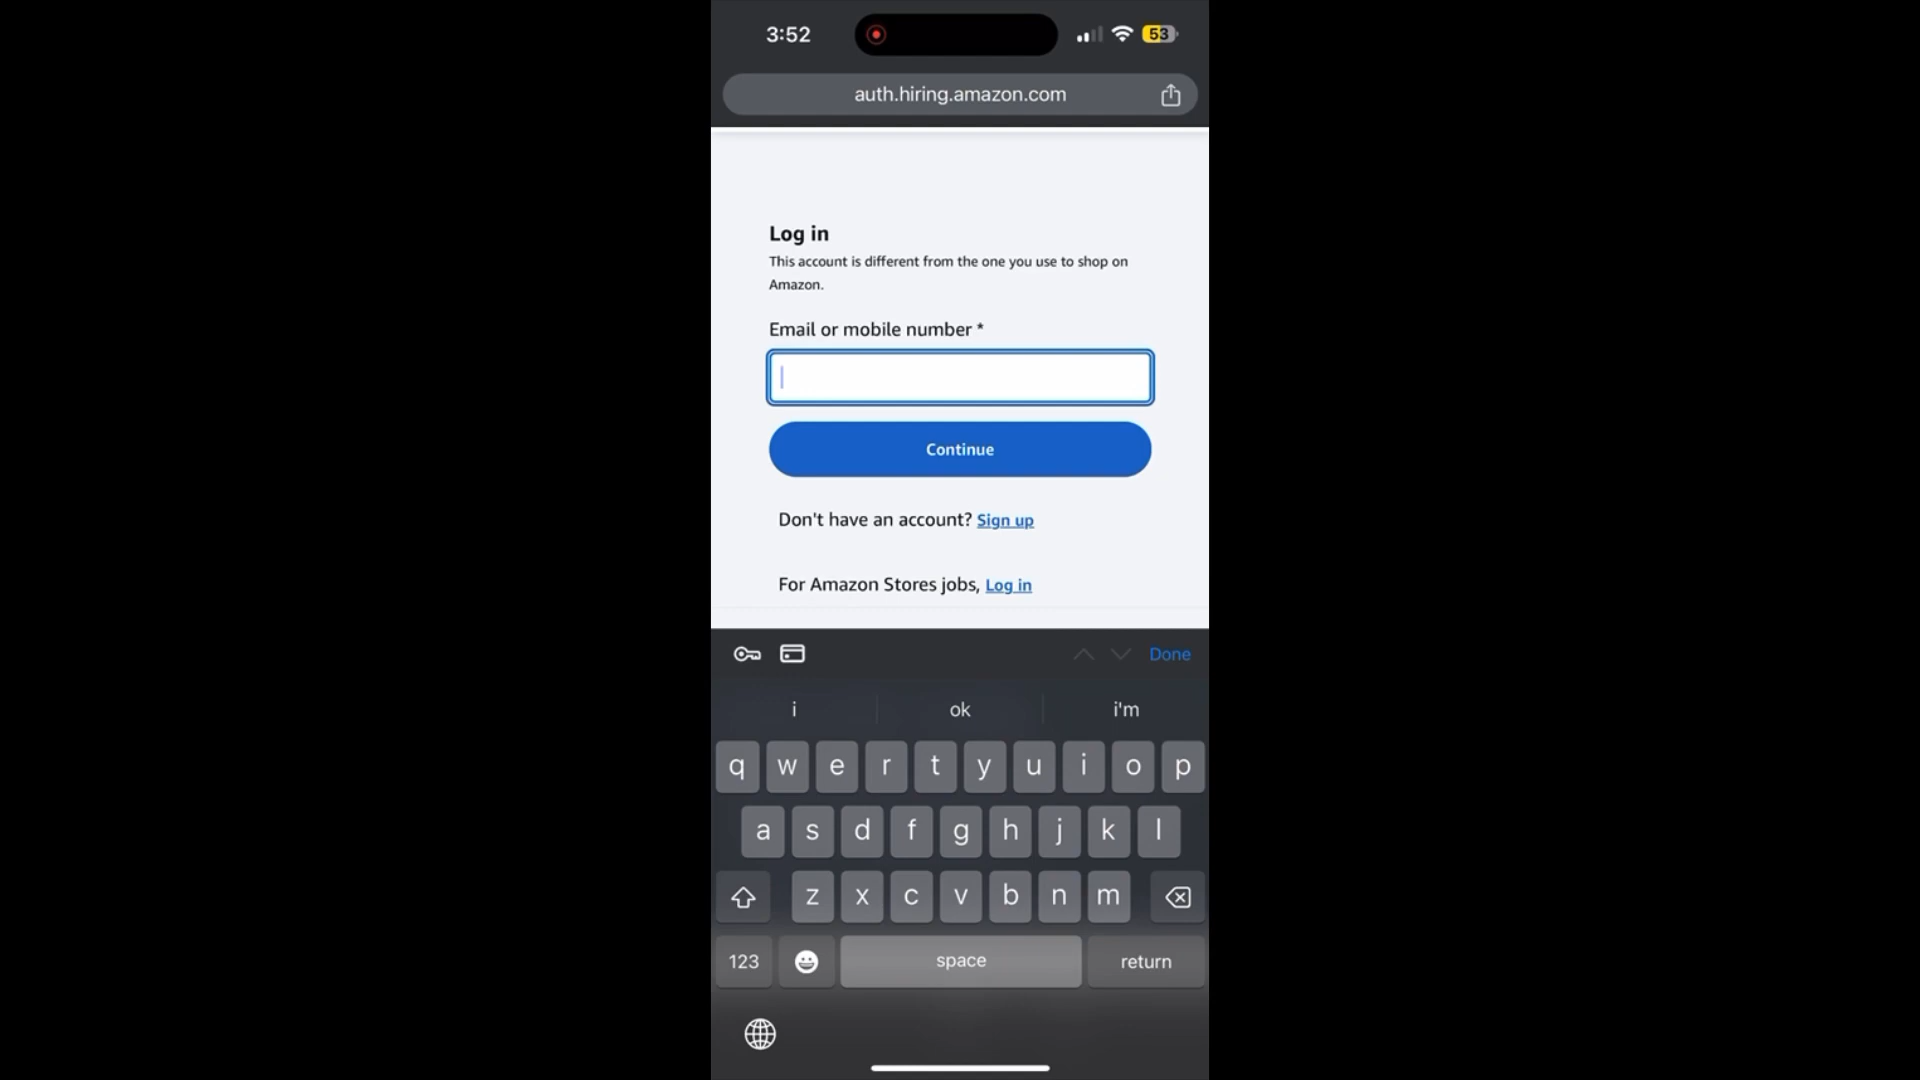 3:52
53
auth.hiring.amazon.com
Log in
This account is different from the one you use to shop on
Amazon.
Email or mobile number *
Continue
Don't have an account? Sign up
For Amazon Stores jobs, Log in
Done
i ok i'm
q w e r t y u i o p
a s d f g h j k l
z x c v b n m
123 space return